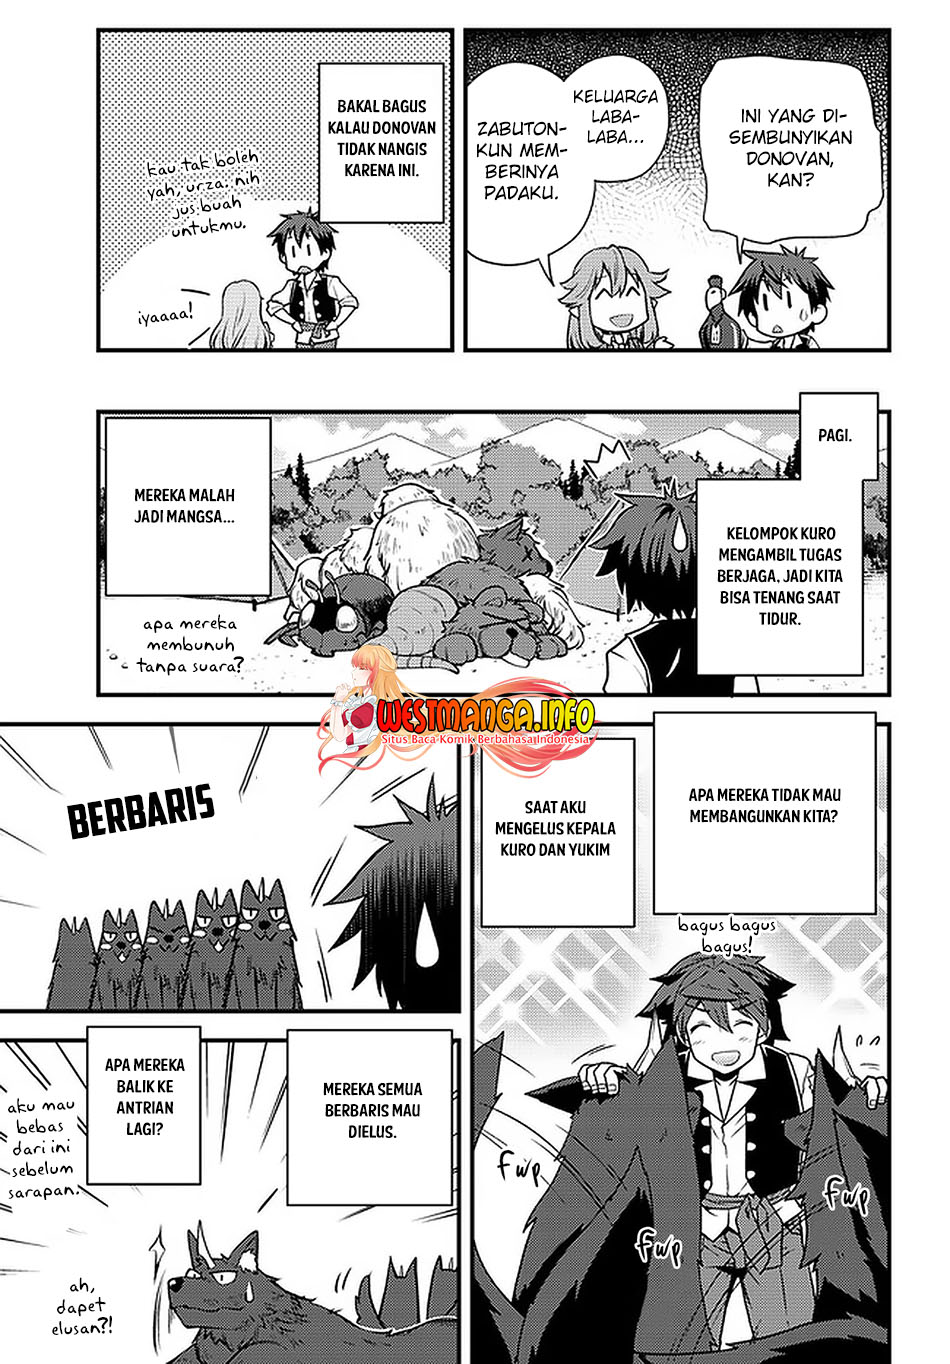 INI YANG DI-
SEMBUNYIKAN
DONOVAN,
KAN?
KELUARGA
LABA-
LABA...
ZABUTON-
KUN MEM-
BERINYA
PADAKU.
BAKAL BAGUS
KALAU DONOVAN
TIDAK NANGIS
KARENA INI.
kau tak boleh
yah, urza. nih
jus buah
untukmu.
iyaaaa!
PAGI.
KELOMPOK KURO
MENGAMBIL TUGAS
BERJAGA, JADI KITA
BISA TENANG SAAT
TIDUR.
MEREKA MALAH
JADI MANGSA...
apa mereka
membunuh
tanpa suara?
WESTMANGA.INFO
Situs Baca Komik Berbahasa Indonesia
APA MEREKA TIDAK MAU
MEMBANGUNKAN KITA?
SAAT AKU
MENGELUS KEPALA
KURO DAN YUKIM
bagus bagus
bagus!
Fwp
Fwp
Fwp
BERBARIS
MEREKA SEMUA
BERBARIS MAU
DIELUS.
APA MEREKA
BALIK KE
ANTRIAN
LAGI?
aku mau
bebas
dari ini
sebelum
sarapan.
ah,
dapet
elusan?!